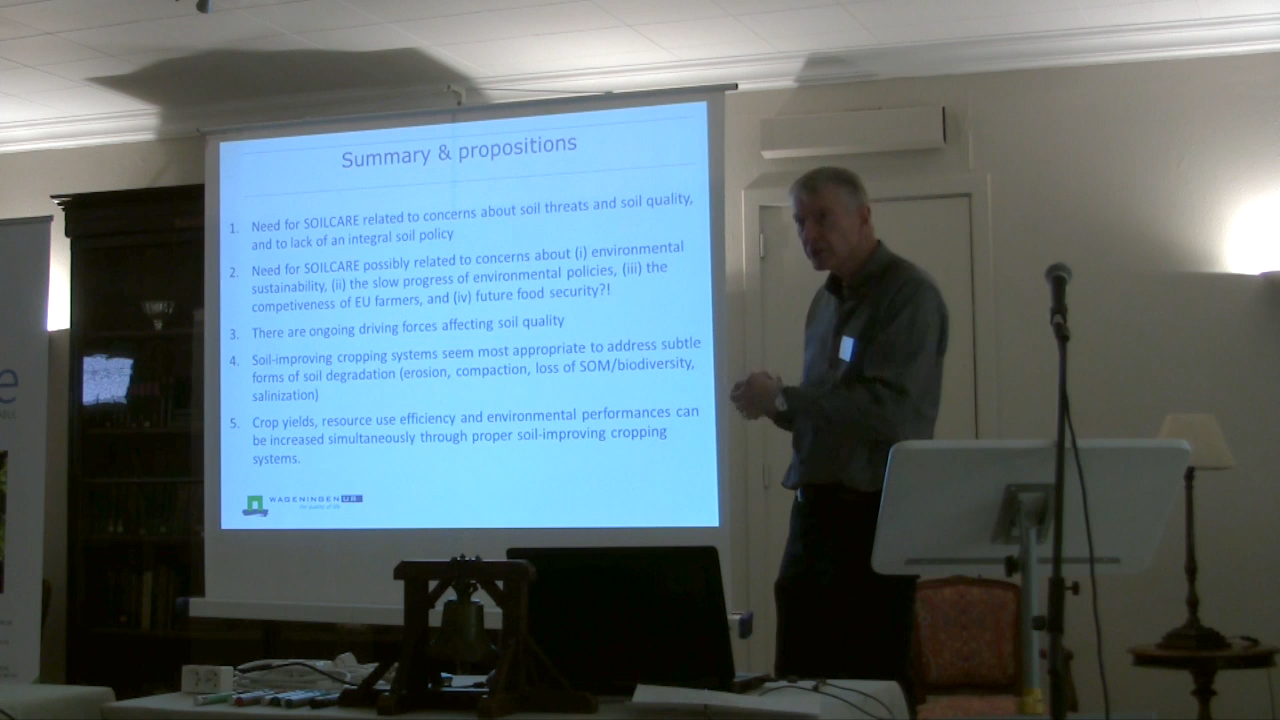 Summary & propositions
1. Need for SOILCARE related to concerns about soil threats and soil quality,
and to lack of an integral soil policy
2. Need for SOILCARE possibly related to concerns about (i) environmental
sustainability, (ii) the slow progress of environmental policies, (iii) the
competiveness of EU farmers, and (iv) future food security?!
3. There are ongoing driving forces affecting soil quality
4. Soil-improving cropping systems seem most appropriate to address subtle
forms of soil degradation (erosion, compaction, loss of SOM/biodiversity,
salinization)
5. Crop yields, resource use efficiency and environmental performances can
be increased simultaneously through proper soil-improving cropping
systems.
WAGENINGEN UR
For quality of life
e